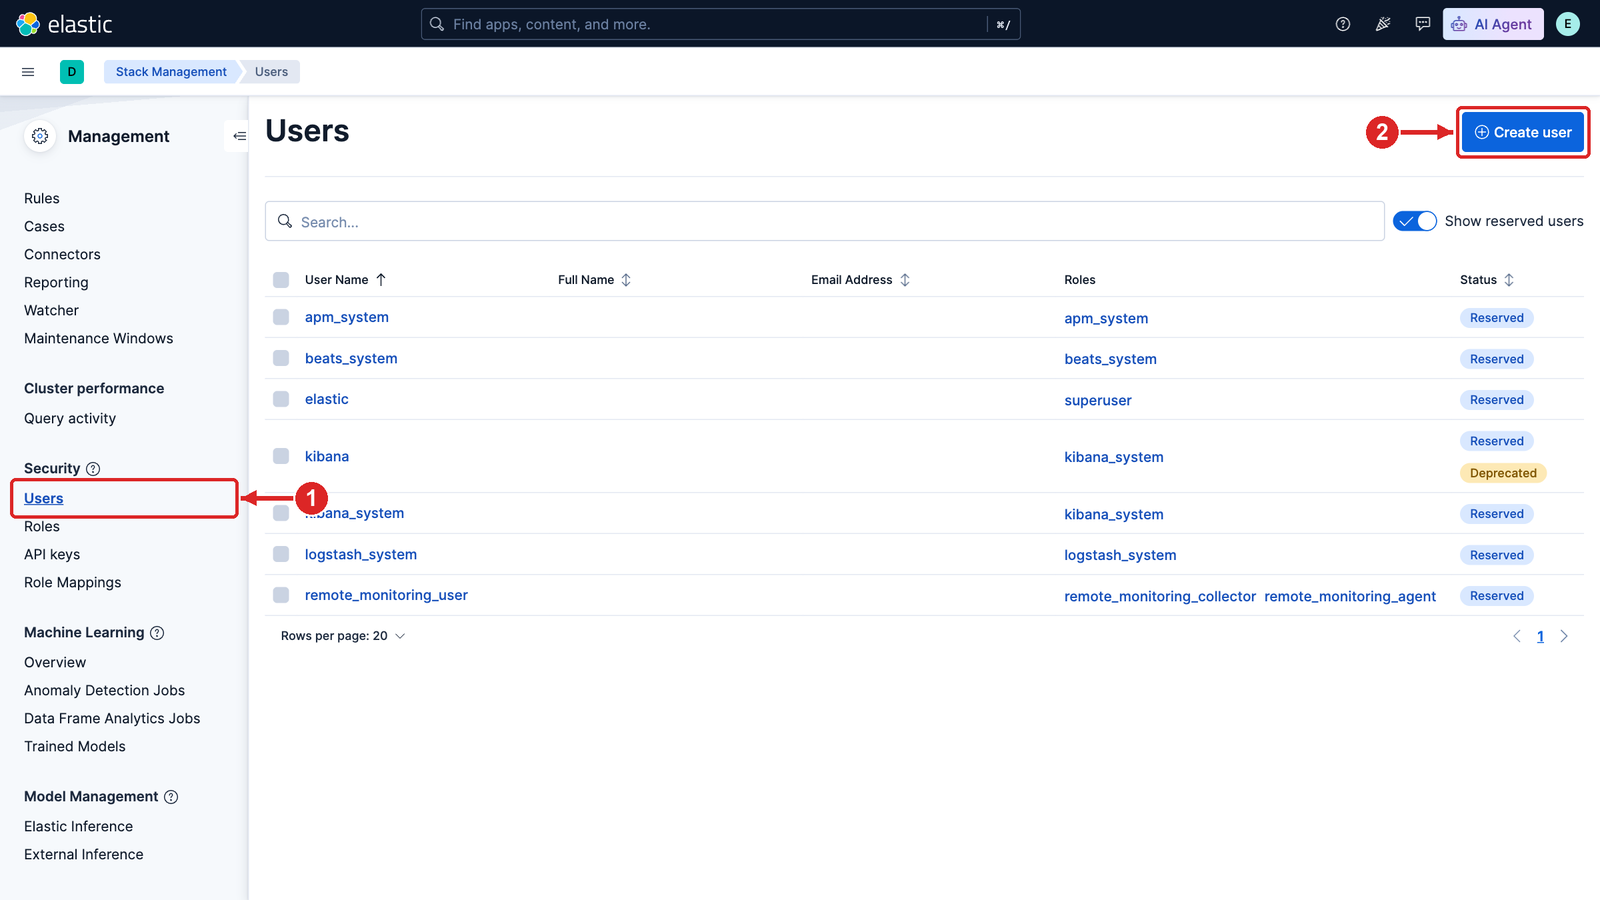 elastic
Find apps, content, and more.
⌘/
AI Agent
E
D
Stack Management
Users
Management
Rules
Cases
Connectors
Reporting
Watcher
Maintenance Windows
Cluster performance
Query activity
Security
Users
Roles
API keys
Role Mappings
Machine Learning
Overview
Anomaly Detection Jobs
Data Frame Analytics Jobs
Trained Models
Model Management
Elastic Inference
External Inference
1
Users
2
Create user
Search...
Show reserved users
User Name Full Name Email Address Roles Status
apm_system apm_system Reserved
beats_system beats_system Reserved
elastic superuser Reserved
kibana kibana_system Reserved
Deprecated
kibana_system kibana_system Reserved
logstash_system logstash_system Reserved
remote_monitoring_user remote_monitoring_collector remote_monitoring_agent Reserved
Rows per page: 20
1